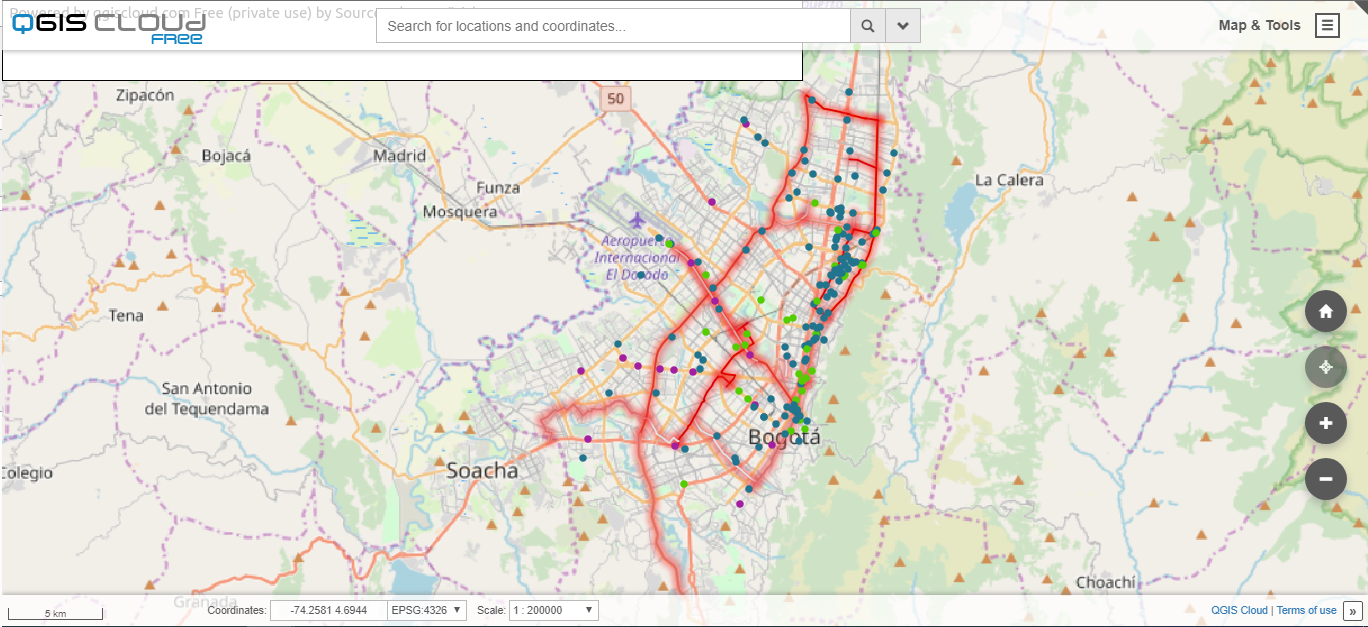 Powered by qgiscloud.com Free (private use) by
QGIS CLOUD
FREE
Search for locations and coordinates...
Map & Tools
Zipacón
50
Bojacá
Madrid
Funza
Mosquera
La Calera
Aeropuerto
Internacional
El Dorado
Tena
San Antonio
del Tequendama
Bogotá
Soacha
Colegio
Choachí
Granada
5 km
Coordinates:
-74.2581 4.6944
EPSG:4326
Scale:
1 : 200000
QGIS Cloud | Terms of use
»